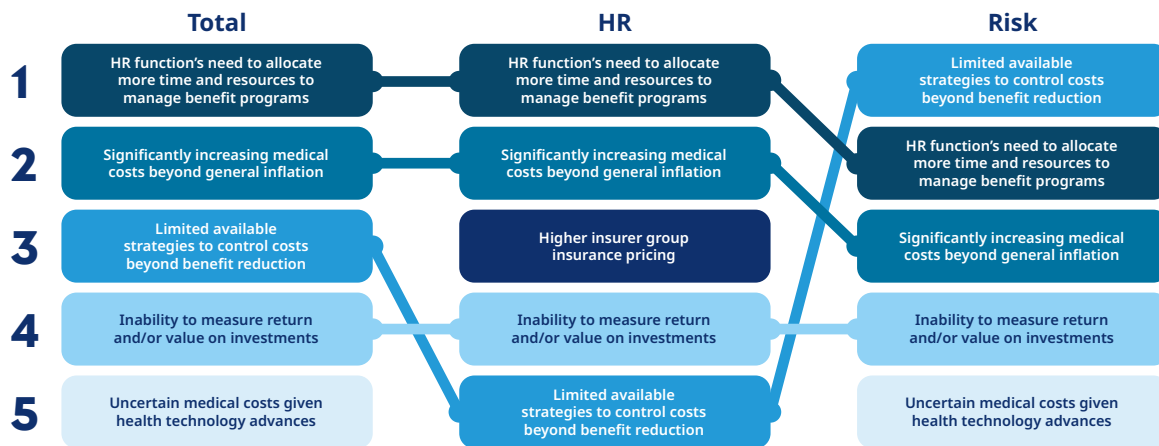 Total
HR
Risk
1
HR function’s need to allocate
more time and resources to
manage benefit programs
HR function’s need to allocate
more time and resources to
manage benefit programs
Limited available
strategies to control costs
beyond benefit reduction
2
Significantly increasing medical
costs beyond general inflation
Significantly increasing medical
costs beyond general inflation
HR function’s need to allocate
more time and resources to
manage benefit programs
3
Limited available
strategies to control costs
beyond benefit reduction
Higher insurer group
insurance pricing
Significantly increasing medical
costs beyond general inflation
4
Inability to measure return
and/or value on investments
Inability to measure return
and/or value on investments
Inability to measure return
and/or value on investments
5
Uncertain medical costs given
health technology advances
Limited available
strategies to control costs
beyond benefit reduction
Uncertain medical costs given
health technology advances